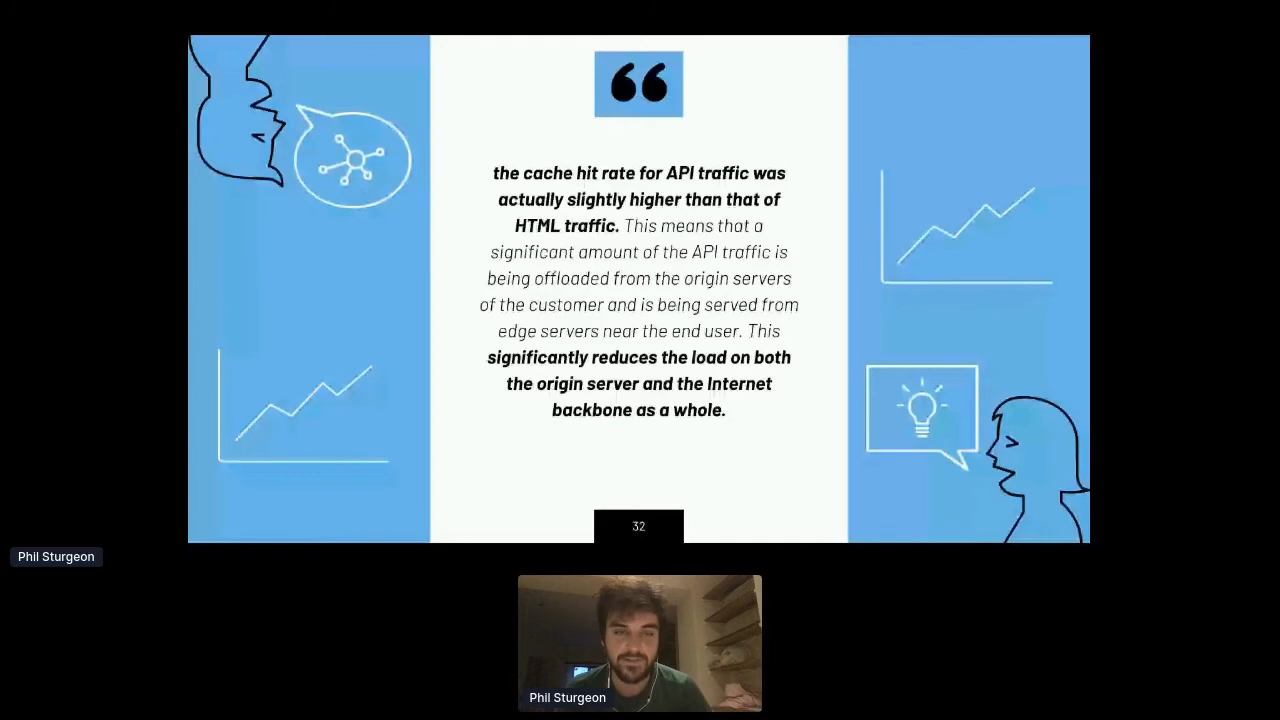 ❝
the cache hit rate for API traffic was
actually slightly higher than that of
HTML traffic. This means that a
significant amount of the API traffic is
being offloaded from the origin servers
of the customer and is being served from
edge servers near the end user. This
significantly reduces the load on both
the origin server and the Internet
backbone as a whole.
32
Phil Sturgeon
Phil Sturgeon